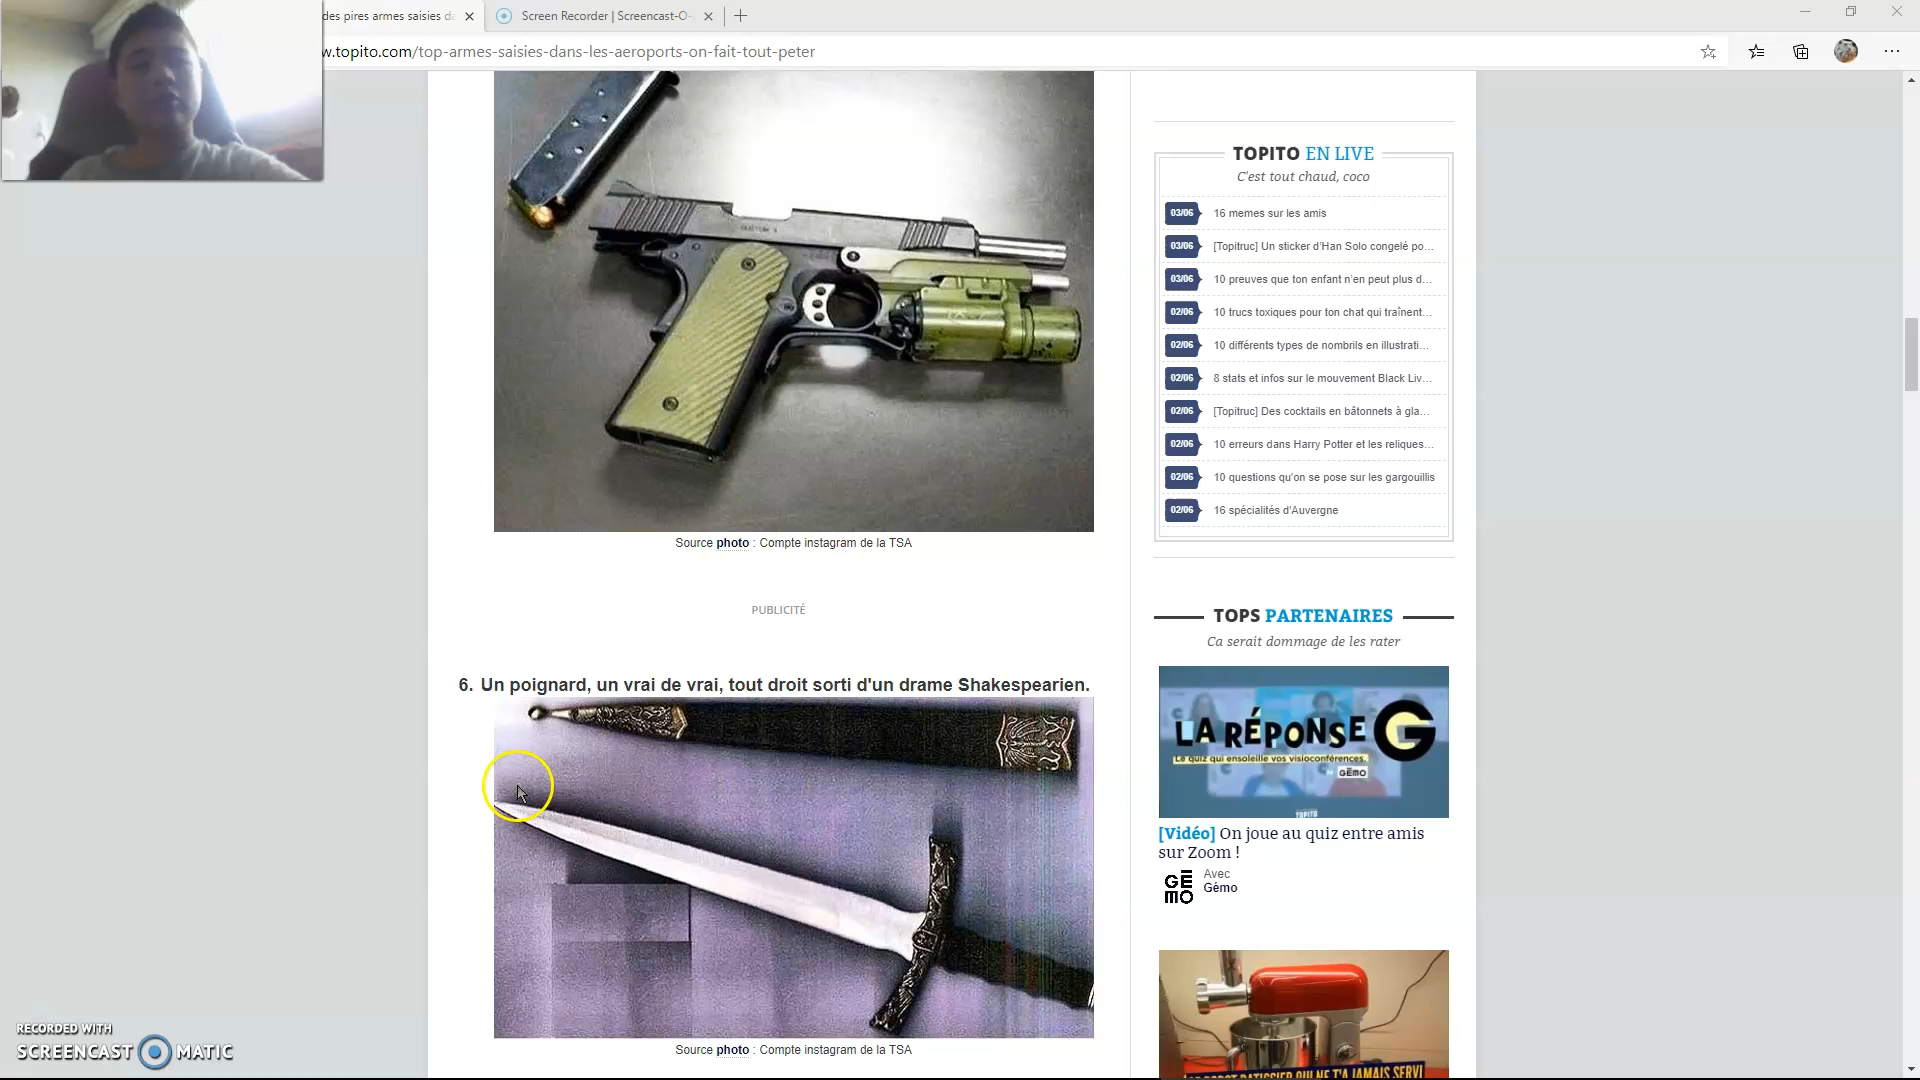 des pires armes saisies da
Screen Recorder | Screencast-O-
w.topito.com/top-armes-saisies-dans-les-aeroports-on-fait-tout-peter
Source photo : Compte instagram de la TSA
PUBLICITÉ
6. Un poignard, un vrai de vrai, tout droit sorti d'un drame Shakespearien.
Source photo : Compte instagram de la TSA
TOPITO EN LIVE
C'est tout chaud, coco
03/06 16 memes sur les amis
03/06 [Topitruc] Un sticker d'Han Solo congelé po...
03/06 10 preuves que ton enfant n'en peut plus d...
02/06 10 trucs toxiques pour ton chat qui traînent...
02/06 10 différents types de nombrils en illustrati...
02/06 8 stats et infos sur le mouvement Black Liv...
02/06 [Topitruc] Des cocktails en bâtonnets à gla...
02/06 10 erreurs dans Harry Potter et les reliques...
02/06 10 questions qu'on se pose sur les gargouillis
02/06 16 spécialités d'Auvergne
TOPS PARTENAIRES
Ca serait dommage de les rater
LA RÉPONSE G
Le quiz qui ensoleille vos visioconférences.
GÉMO
TOPITO
[Vidéo] On joue au quiz entre amis
sur Zoom !
GÉ
MO
Avec
Gémo
ROBOT PATISSIER QUI NE T'A JAMAIS SERVI
RECORDED WITH
SCREENCAST MATIC